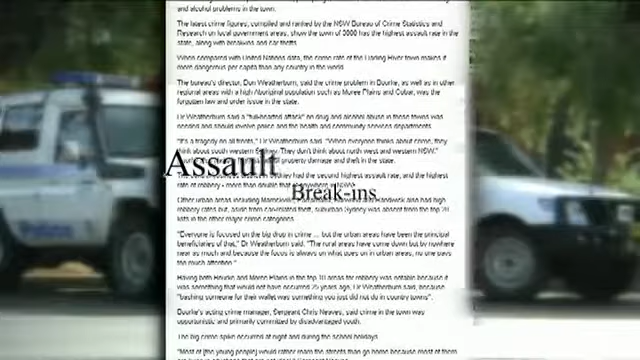 and alcohol problems in the town.
The latest crime figures, compiled and ranked by the NSW Bureau of Crime Statistics and
Research on local government areas, show the town of 3000 has the highest assault rate in the
state, along with breakins and car thefts.
When compared with United Nations data, the crime rate of the Darling River town makes it
more dangerous per capita than any country in the world.
The bureau's director, Don Weatherburn, said the crime problem in Bourke, as well as in other
regional areas with a high Aboriginal population such as Moree Plains and Cobar, was the
forgotten law and order issue in the state.
Dr Weatherburn said a "full-hearted attack" on drug and alcohol abuse in these towns was
needed and should involve police and the health and community services departments.
"It's a tragedy on all fronts," Dr Weatherburn said. "When everyone thinks about crime, they
think about south western Sydney. They don't think about north west and western NSW."
Assault
property damage and theft in the state.
had the second highest assault rate, and the highest
rate of robbery - more than double that
Break-ins
Other urban areas including
also had high
robbery rates but, aside from
suburban Sydney was absent from the top 20
lists in the other major crime categories.
"Everyone is focused on the big drop in crime ... but the urban areas have been the principal
beneficiaries of that," Dr Weatherburn said. "The rural areas have come down but by nowhere
near as much and because the focus is always on what goes on in urban areas, no one pays
too much attention."
Having both Bourke and Moree Plains in the top 10 areas for robbery was notable because it
was something that would not have occurred 25 years ago, Dr Weatherburn said, because
"bashing someone for their wallet was something you just did not do in country towns".
Bourke's acting crime manager, Sergeant Chris Neaves, said crime in the town was
opportunistic and primarily committed by disadvantaged youth.
The big crime spike occurred at night and during the school holidays.
"Most of [the young people] would rather roam the streets than go home because most of them